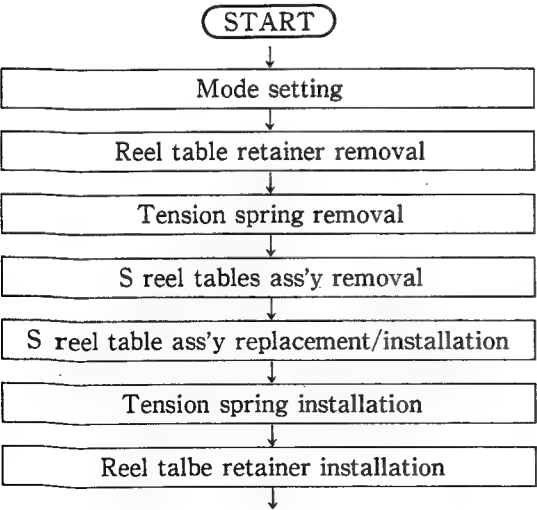 START
Mode setting
Reel table retainer removal
Tension spring removal
S reel tables ass'y removal
S reel table ass'y replacement/installation
Tension spring installation
Reel talbe retainer installation